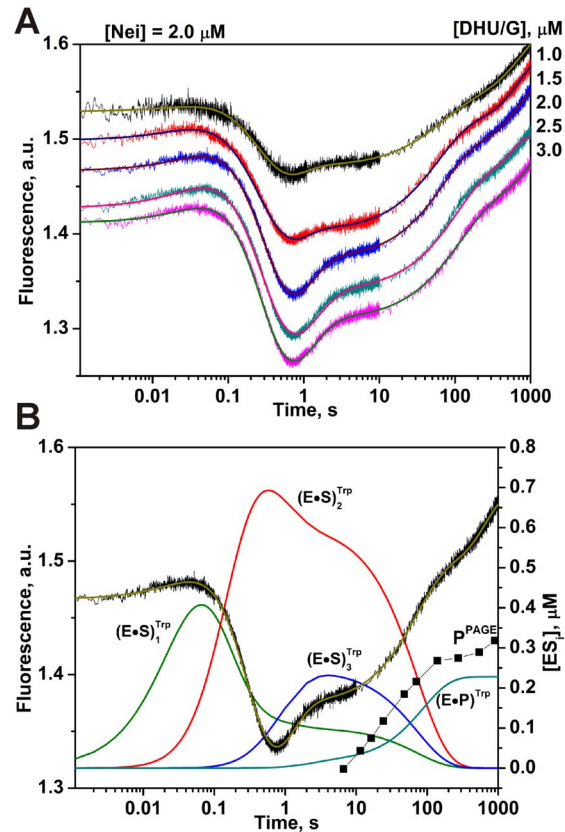 A
[Nei] = 2.0 μM
[DHU/G], μM
1.6
1.5
1.4
1.3
Fluorescence, a.u.
1.0
1.5
2.0
2.5
3.0
0.01 0.1 1 10 100 1000
Time, s
B
1.6
1.5
1.4
1.3
Fluorescence, a.u.
(E•S)₂ᵀʳᵖ
(E•S)₁ᵀʳᵖ
(E•S)₃ᵀʳᵖ
Pᴾᴬᴳᴱ
(E•P)ᵀʳᵖ
0.8
0.7
0.6
0.5
0.4
0.3
0.2
0.1
0.0
[ESᵢ], μM
0.01 0.1 1 10 100 1000
Time, s